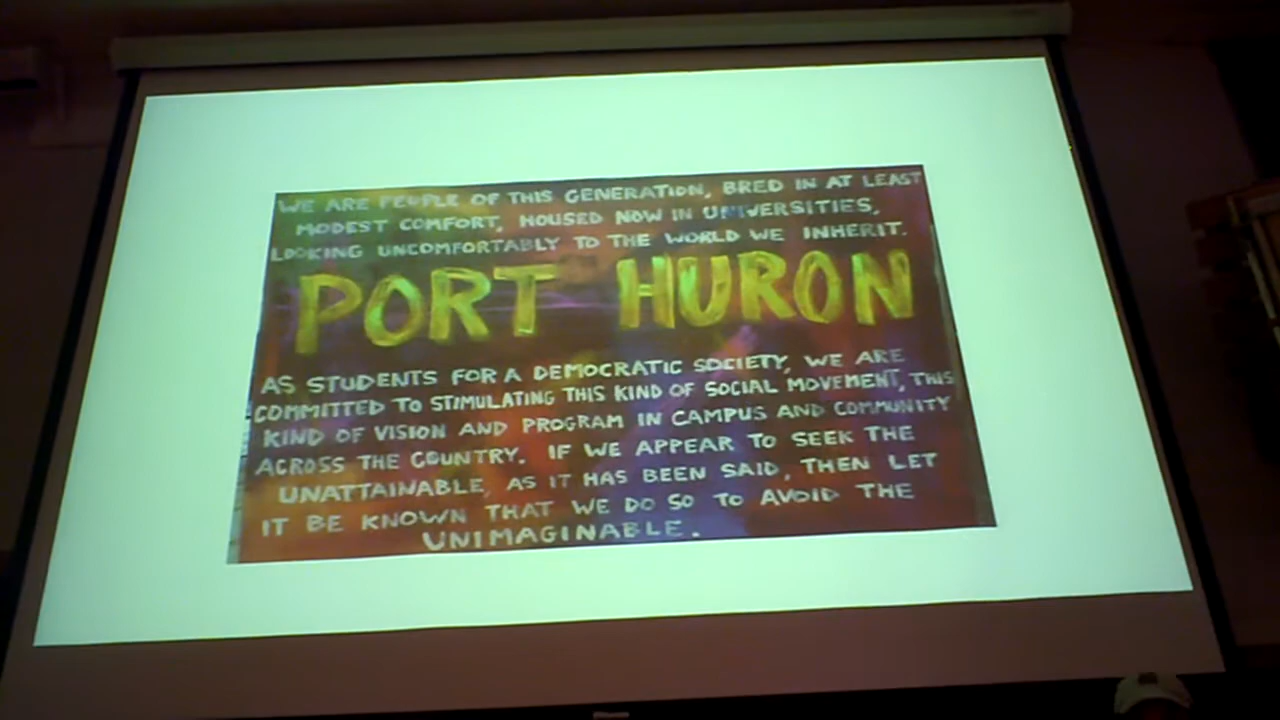 WE ARE PEOPLE OF THIS GENERATION, BRED IN AT LEAST
MODEST COMFORT, HOUSED NOW IN UNIVERSITIES,
LOOKING UNCOMFORTABLY TO THE WORLD WE INHERIT.
PORT HURON
AS STUDENTS FOR A DEMOCRATIC SOCIETY, WE ARE
COMMITTED TO STIMULATING THIS KIND OF SOCIAL MOVEMENT, THIS
KIND OF VISION AND PROGRAM IN CAMPUS AND COMMUNITY
ACROSS THE COUNTRY. IF WE APPEAR TO SEEK THE
UNATTAINABLE, AS IT HAS BEEN SAID, THEN LET
IT BE KNOWN THAT WE DO SO TO AVOID THE
UNIMAGINABLE.